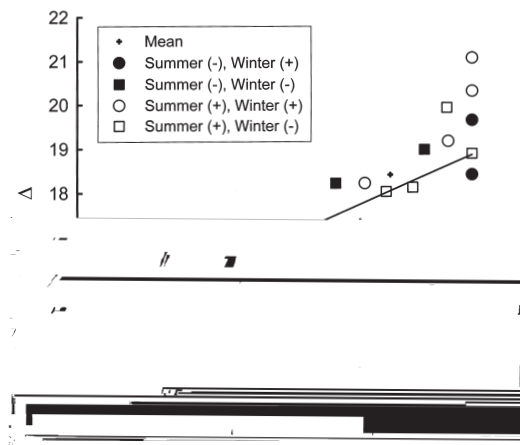 22
21
20
19
18
Δ
Mean
Summer (-), Winter (+)
Summer (-), Winter (-)
Summer (+), Winter (+)
Summer (+), Winter (-)